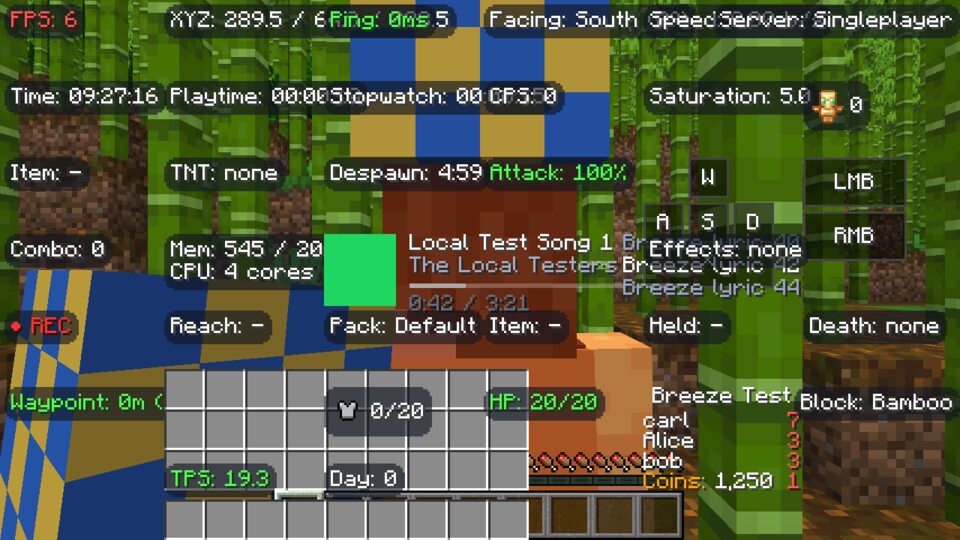 FPS: 6
XYZ: 289.5 / 6
Ring: 0ms 5
Facing: South
Speed
Server: Singleplayer
Time: 09:27:16
Playtime: 00:00
Stopwatch: 00:
CPS: 0
Saturation: 5.0
0
Item: -
TNT: none
Despawn: 4:59
Attack: 100%
W
LMB
A S D
RMB
Combo: 0
Mem: 545 / 20
CPU: 4 cores
Local Test Song 1
The Local Testers
0:42 / 3:21
Breeze lyric 40
Effects: none
Breeze lyric 42
Breeze lyric 44
• REC
Reach: -
Pack: Default
Item: -
Held: -
Death: none
Waypoint: 0m (
0/20
HP: 20/20
Breeze Test
Block: Bamboo
carl 7
Alice 3
bob 3
Coins: 1,250 1
TPS: 19.3
Day: 0